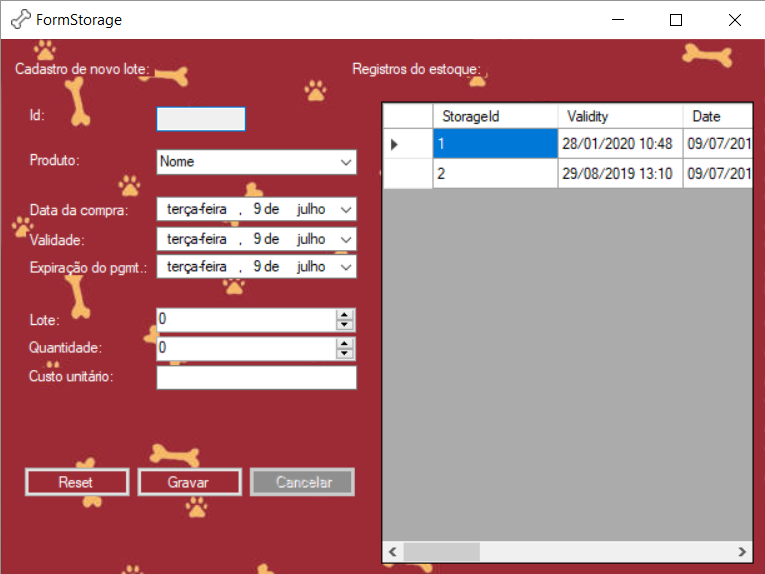 FormStorage
Cadastro de novo lote:
Id:
Produto: Nome
Data da compra: terça-feira , 9 de julho
Validade: terça-feira , 9 de julho
Expiração do pgmt.: terça-feira , 9 de julho
Lote: 0
Quantidade: 0
Custo unitário:
Reset Gravar Cancelar
Registros do estoque:
StorageId Validity Date
1 28/01/2020 10:48 09/07/201
2 29/08/2019 13:10 09/07/201